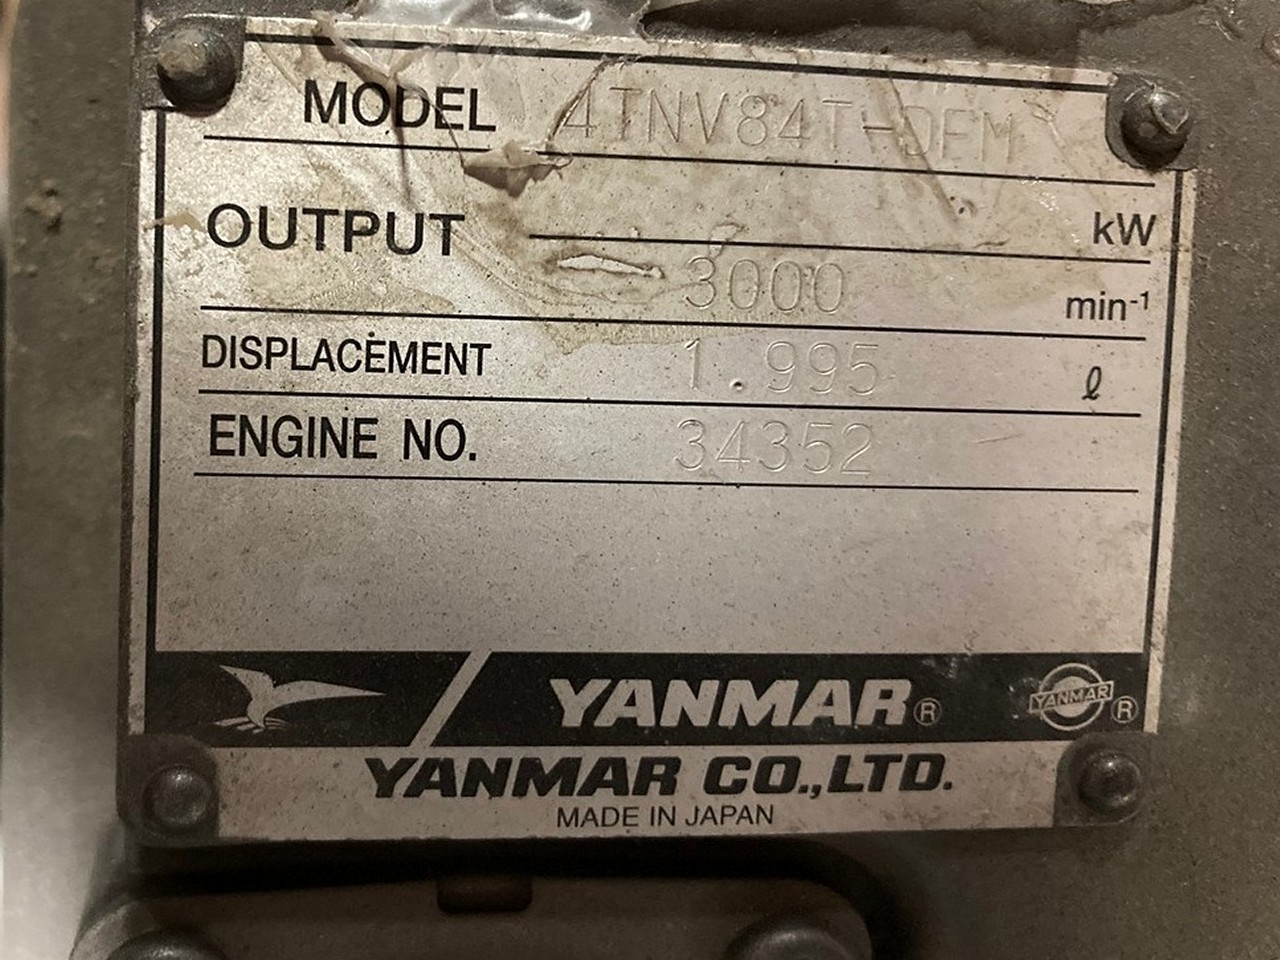 MODEL 4TNV84T-DFM
OUTPUT kW
3000 min-1
DISPLACEMENT 1.995 ℓ
ENGINE NO. 34352
YANMAR® YANMAR ®
YANMAR CO.,LTD.
MADE IN JAPAN